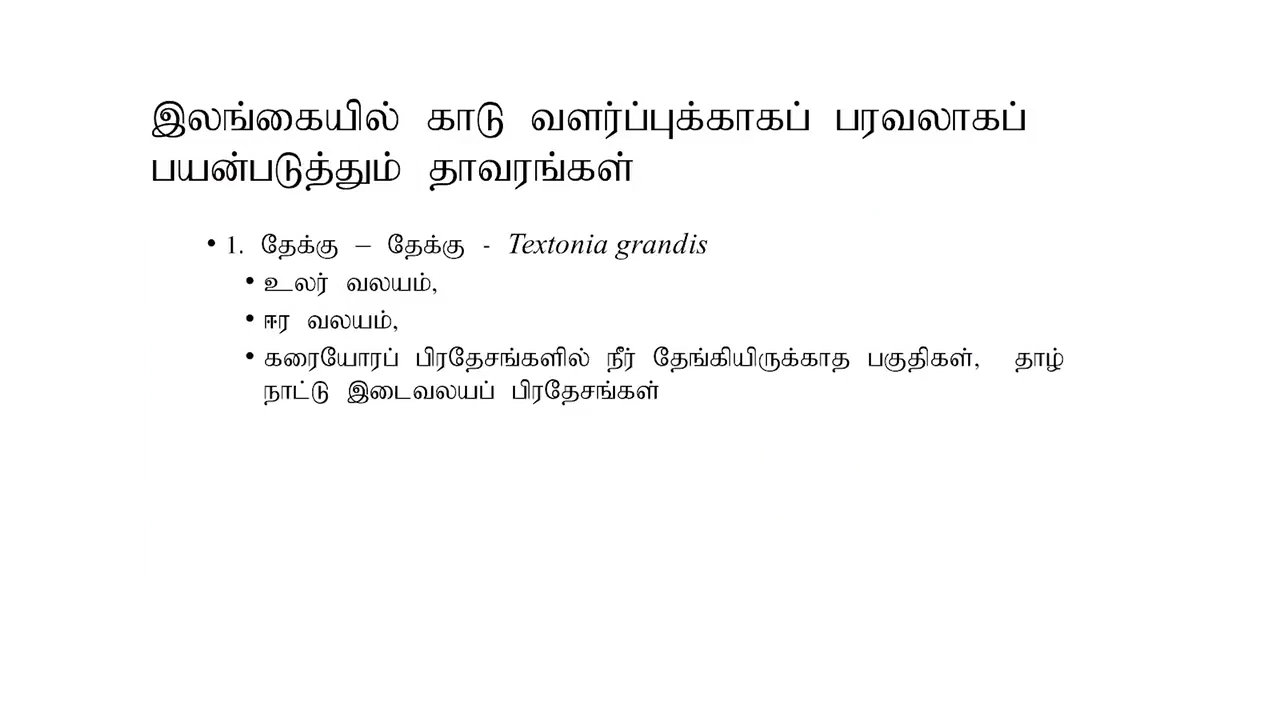 இலங்கையில் காடு வளர்ப்புக்காகப் பரவலாகப்
பயன்படுத்தும் தாவரங்கள்
• 1. தேக்கு – தேக்கு - Textonia grandis
• உலர் வலயம்,
• ஈர வலயம்,
• கரையோரப் பிரதேசங்களில் நீர் தேங்கியிருக்காத பகுதிகள், தாழ்
நாட்டு இடைவலயப் பிரதேசங்கள்